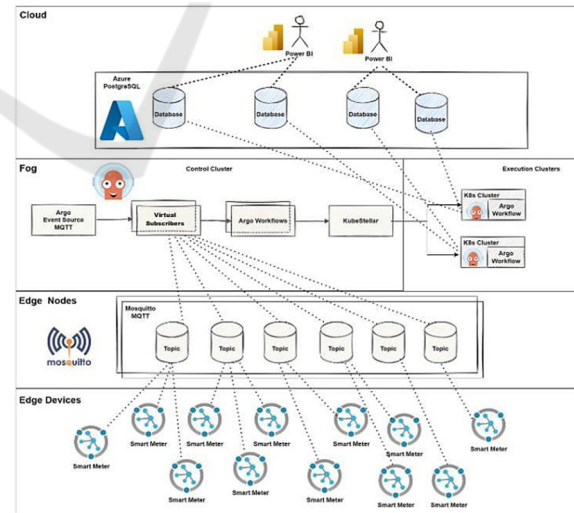 Cloud
Power BI
Power BI
Azure
PostgreSQL
Database
Database
Database
Database
Fog
Control Cluster
Execution Clusters
Argo
Event Source
MQTT
Virtual
Subscribers
Argo Workflows
KubeStellar
K8s Cluster
Argo
Workflow
K8s Cluster
Argo
Workflow
Edge Nodes
Mosquitto
MQTT
mosquitto
Topic
Topic
Topic
Topic
Topic
Topic
Edge Devices
Smart Meter
Smart Meter
Smart Meter
Smart Meter
Smart Meter
Smart Meter
Smart Meter
Smart Meter
Smart Meter
Smart Meter
Smart Meter
Smart Meter